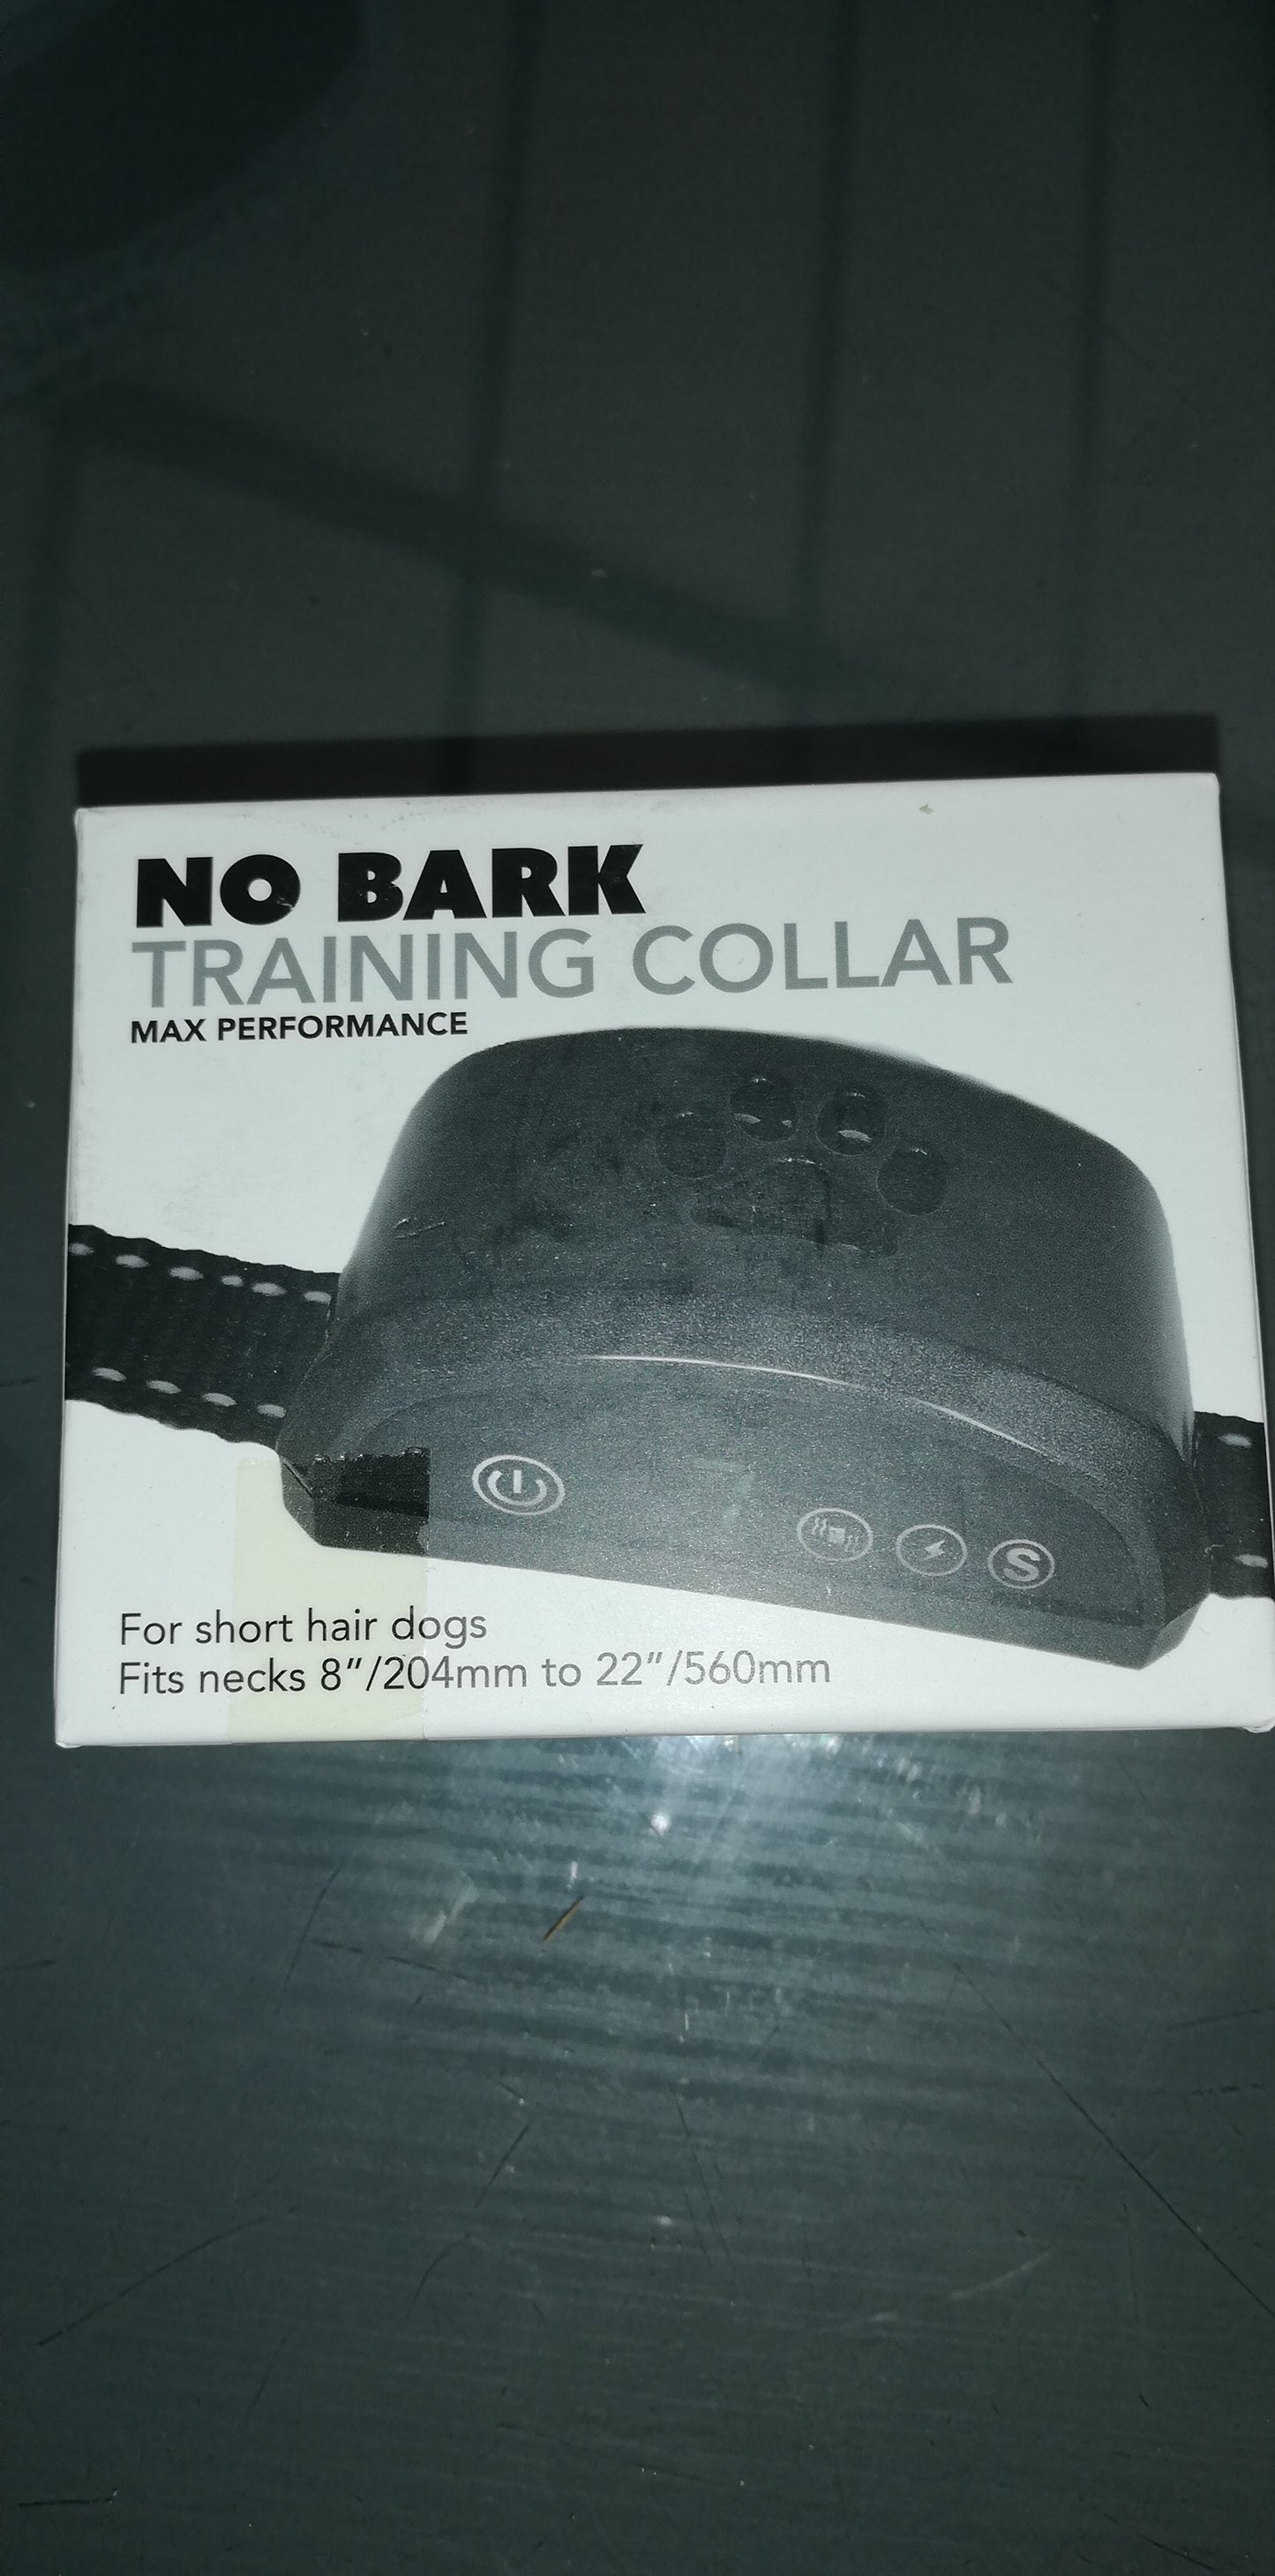 NO BARK
TRAINING COLLAR
MAX PERFORMANCE
S
For short hair dogs
Fits necks 8"/204mm to 22"/560mm